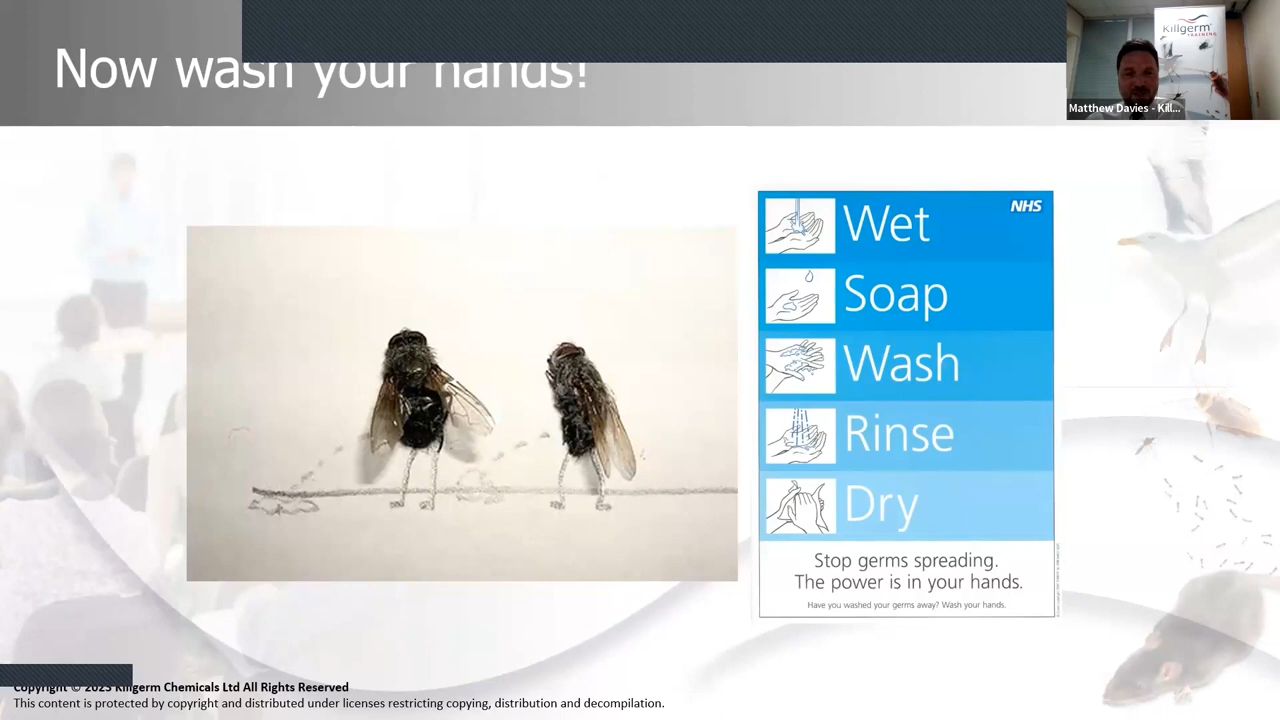 Now wash your hands!
Killgerm
TRAINING
Matthew Davies - Kill...
NHS
Wet
Soap
Wash
Rinse
Dry
Stop germs spreading.
The power is in your hands.
Have you washed your germs away? Wash your hands.
Copyright © 2023 Killgerm Chemicals Ltd All Rights Reserved
This content is protected by copyright and distributed under licenses restricting copying, distribution and decompilation.